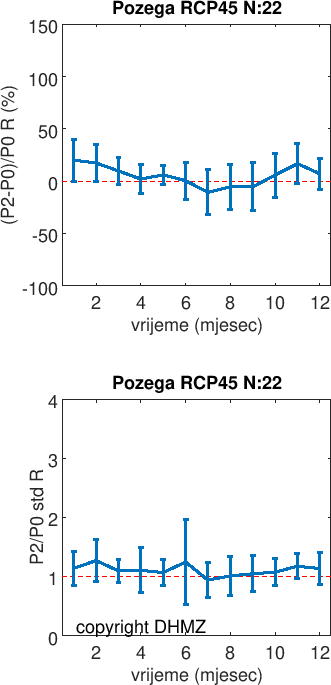 Pozega RCP45 N:22
150
100
50
0
-50
-100
(P2-P0)/P0 R (%)
2 4 6 8 10 12
vrijeme (mjesec)
Pozega RCP45 N:22
4
3
2
1
0
P2/P0 std R
copyright DHMZ
2 4 6 8 10 12
vrijeme (mjesec)